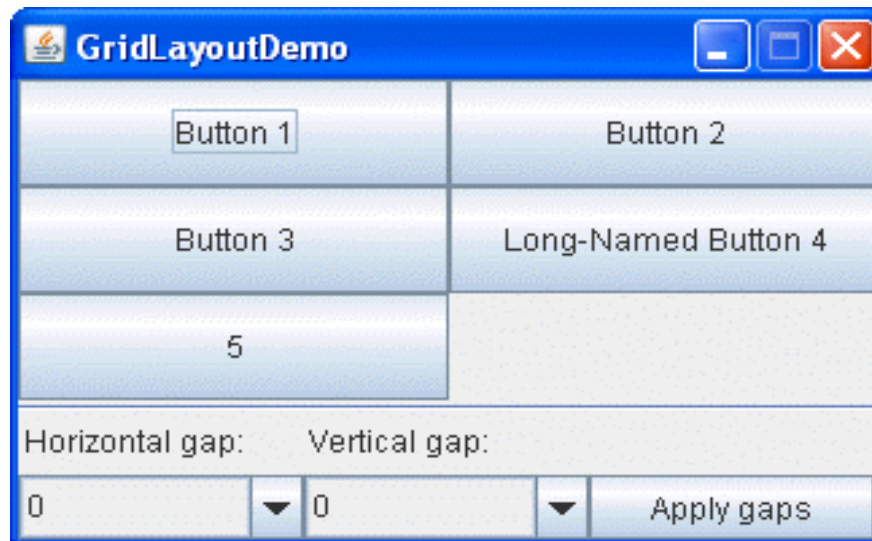 GridLayoutDemo
Button 1 Button 2
Button 3 Long-Named Button 4
5
Horizontal gap: Vertical gap:
0 0 Apply gaps